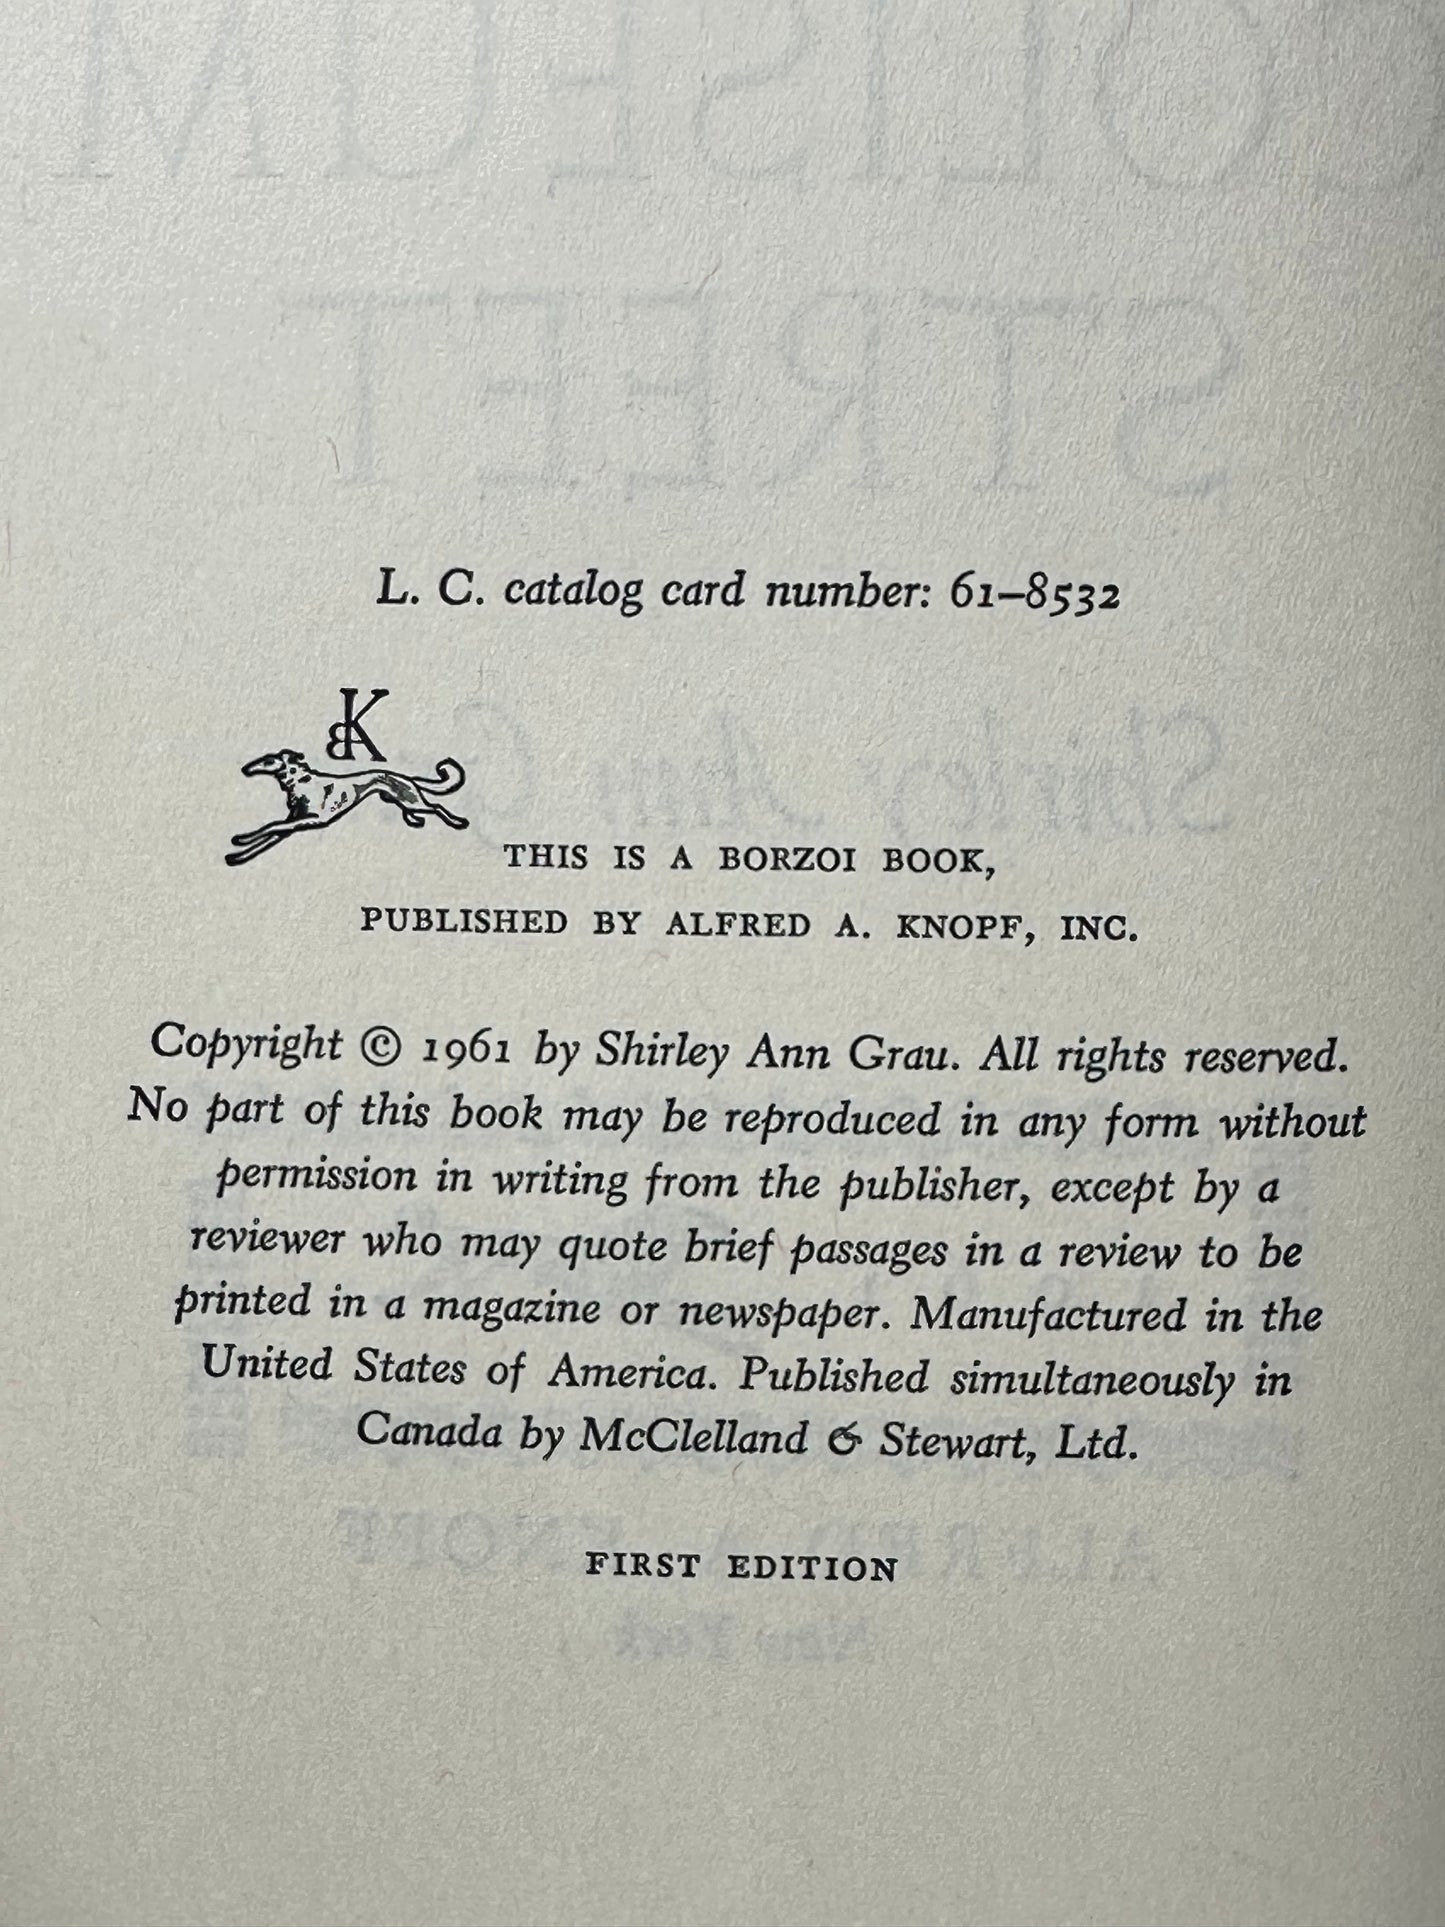 L. C. catalog card number: 61–8532
BK
THIS IS A BORZOI BOOK,
PUBLISHED BY ALFRED A. KNOPF, INC.
Copyright © 1961 by Shirley Ann Grau. All rights reserved.
No part of this book may be reproduced in any form without
permission in writing from the publisher, except by a
reviewer who may quote brief passages in a review to be
printed in a magazine or newspaper. Manufactured in the
United States of America. Published simultaneously in
Canada by McClelland & Stewart, Ltd.
FIRST EDITION